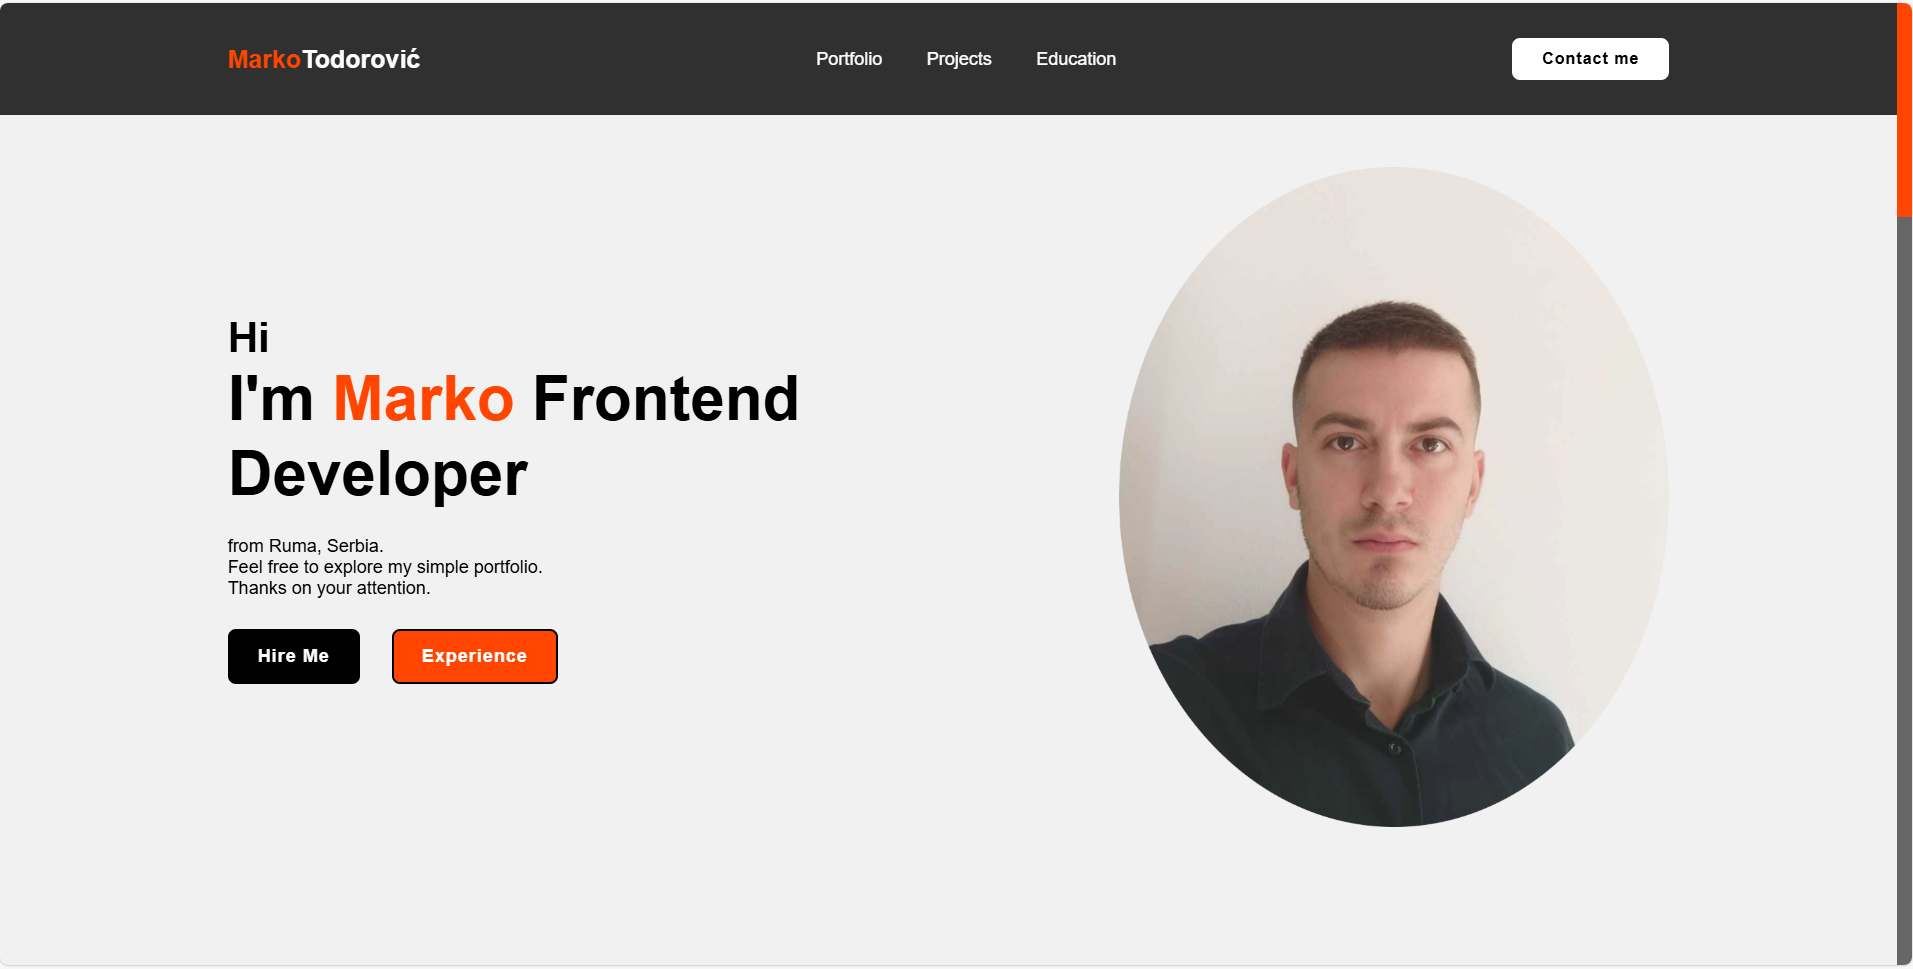 MarkoTodorović
Portfolio Projects Education
Contact me
Hi
I'm Marko Frontend
Developer
from Ruma, Serbia.
Feel free to explore my simple portfolio.
Thanks on your attention.
Hire Me
Experience